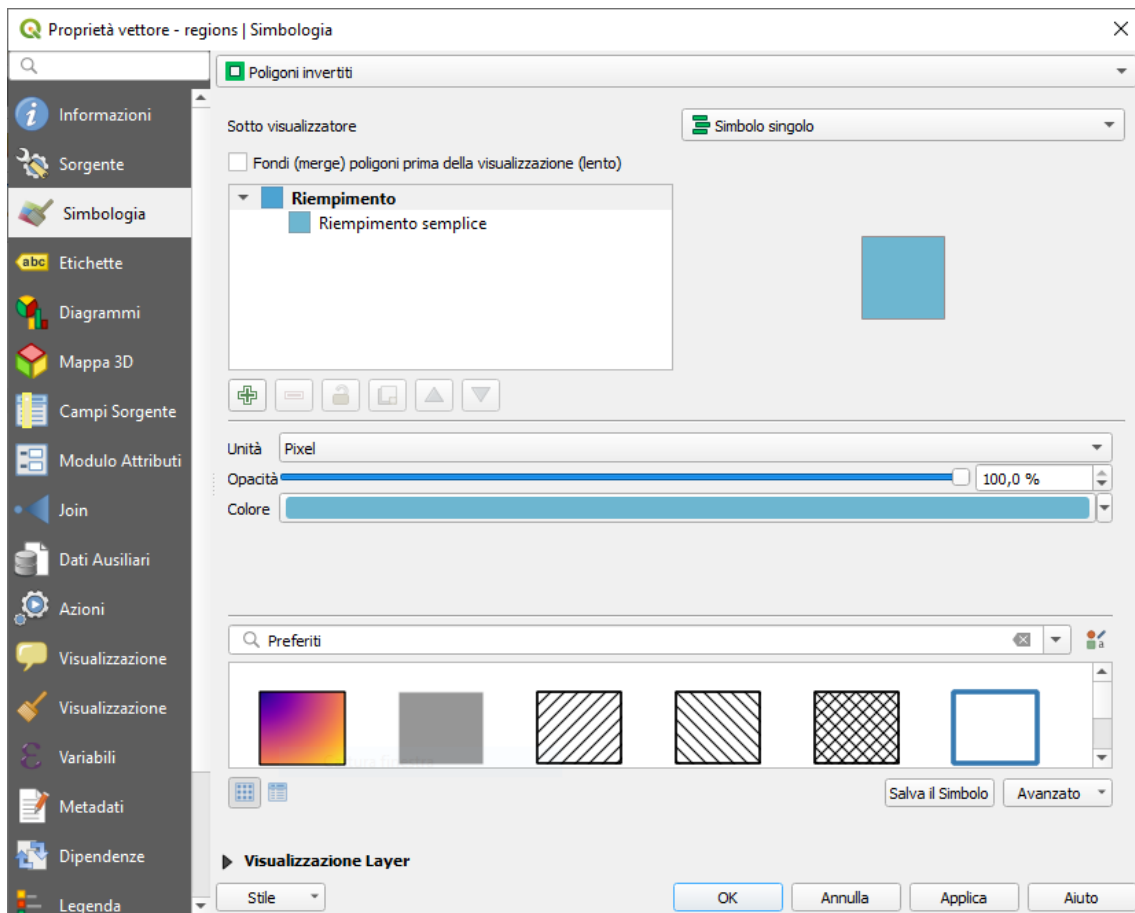 Proprietà vettore - regions | Simbologia
Poligoni invertiti
Informazioni
Sorgente
Simbologia
Etichette
Diagrammi
Mappa 3D
Campi Sorgente
Modulo Attributi
Join
Dati Ausiliari
Azioni
Visualizzazione
Visualizzazione
Variabili
Metadati
Dipendenze
Legenda
abc
Sotto visualizzatore
Simbolo singolo
Fondi (merge) poligoni prima della visualizzazione (lento)
Riempimento
Riempimento semplice
Unità
Pixel
Opacità
100,0 %
Colore
Preferiti
Salva il Simbolo
Avanzato
Visualizzazione Layer
Stile
OK
Annulla
Applica
Aiuto